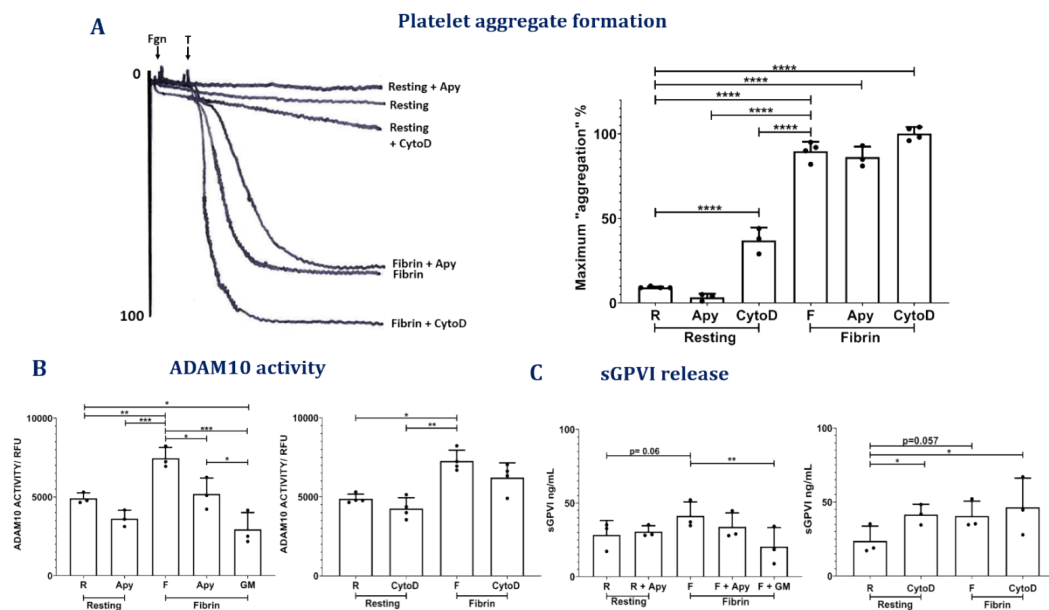 Platelet aggregate formation
A
Fgn T
0
Resting + Apy
Resting
Resting
+ CytoD
Fibrin + Apy
Fibrin
Fibrin + CytoD
100
Maximum "aggregation" %
****
****
****
****
****
****
100
50
0
R Apy CytoD F Apy CytoD
Resting Fibrin
B ADAM10 activity
ADAM10 ACTIVITY/ RFU
*
** ***
***
* *
10000
5000
0
R Apy F Apy GM
Resting Fibrin
ADAM10 ACTIVITY/ RFU
*
**
10000
5000
0
R CytoD F CytoD
Resting Fibrin
C sGPVI release
sGPVI ng/mL
p= 0.06 **
100
50
0
R R + Apy F F + Apy F + GM
Resting Fibrin
sGPVI ng/mL
p=0.057
*
*
100
50
0
R CytoD F CytoD
Resting Fibrin